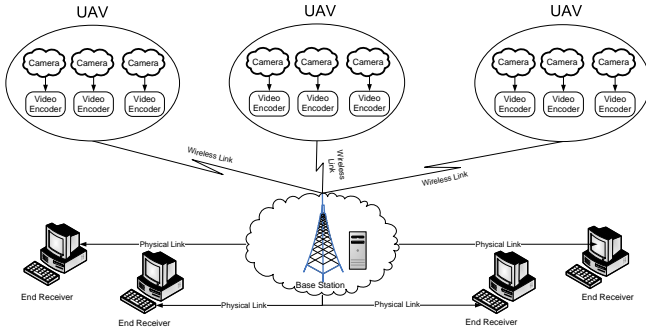 UAV
UAV
UAV
Camera
Camera
Camera
Camera
Camera
Camera
Camera
Camera
Camera
Video
Encoder
Video
Encoder
Video
Encoder
Video
Encoder
Video
Encoder
Video
Encoder
Video
Encoder
Video
Encoder
Video
Encoder
Wireless Link
Wireless
Link
Wireless Link
Physical Link
Physical Link
Base Station
End Receiver
Physical Link
Physical Link
End Receiver
End Receiver
End Receiver